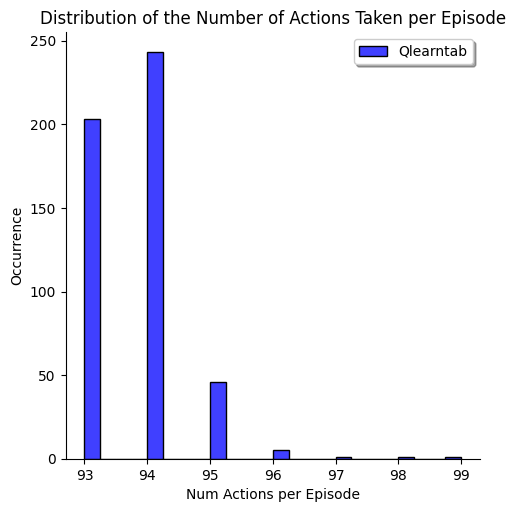 Distribution of the Number of Actions Taken per Episode
Qlearntab
250
200
150
100
50
0
Occurrence
93 94 95 96 97 98 99
Num Actions per Episode